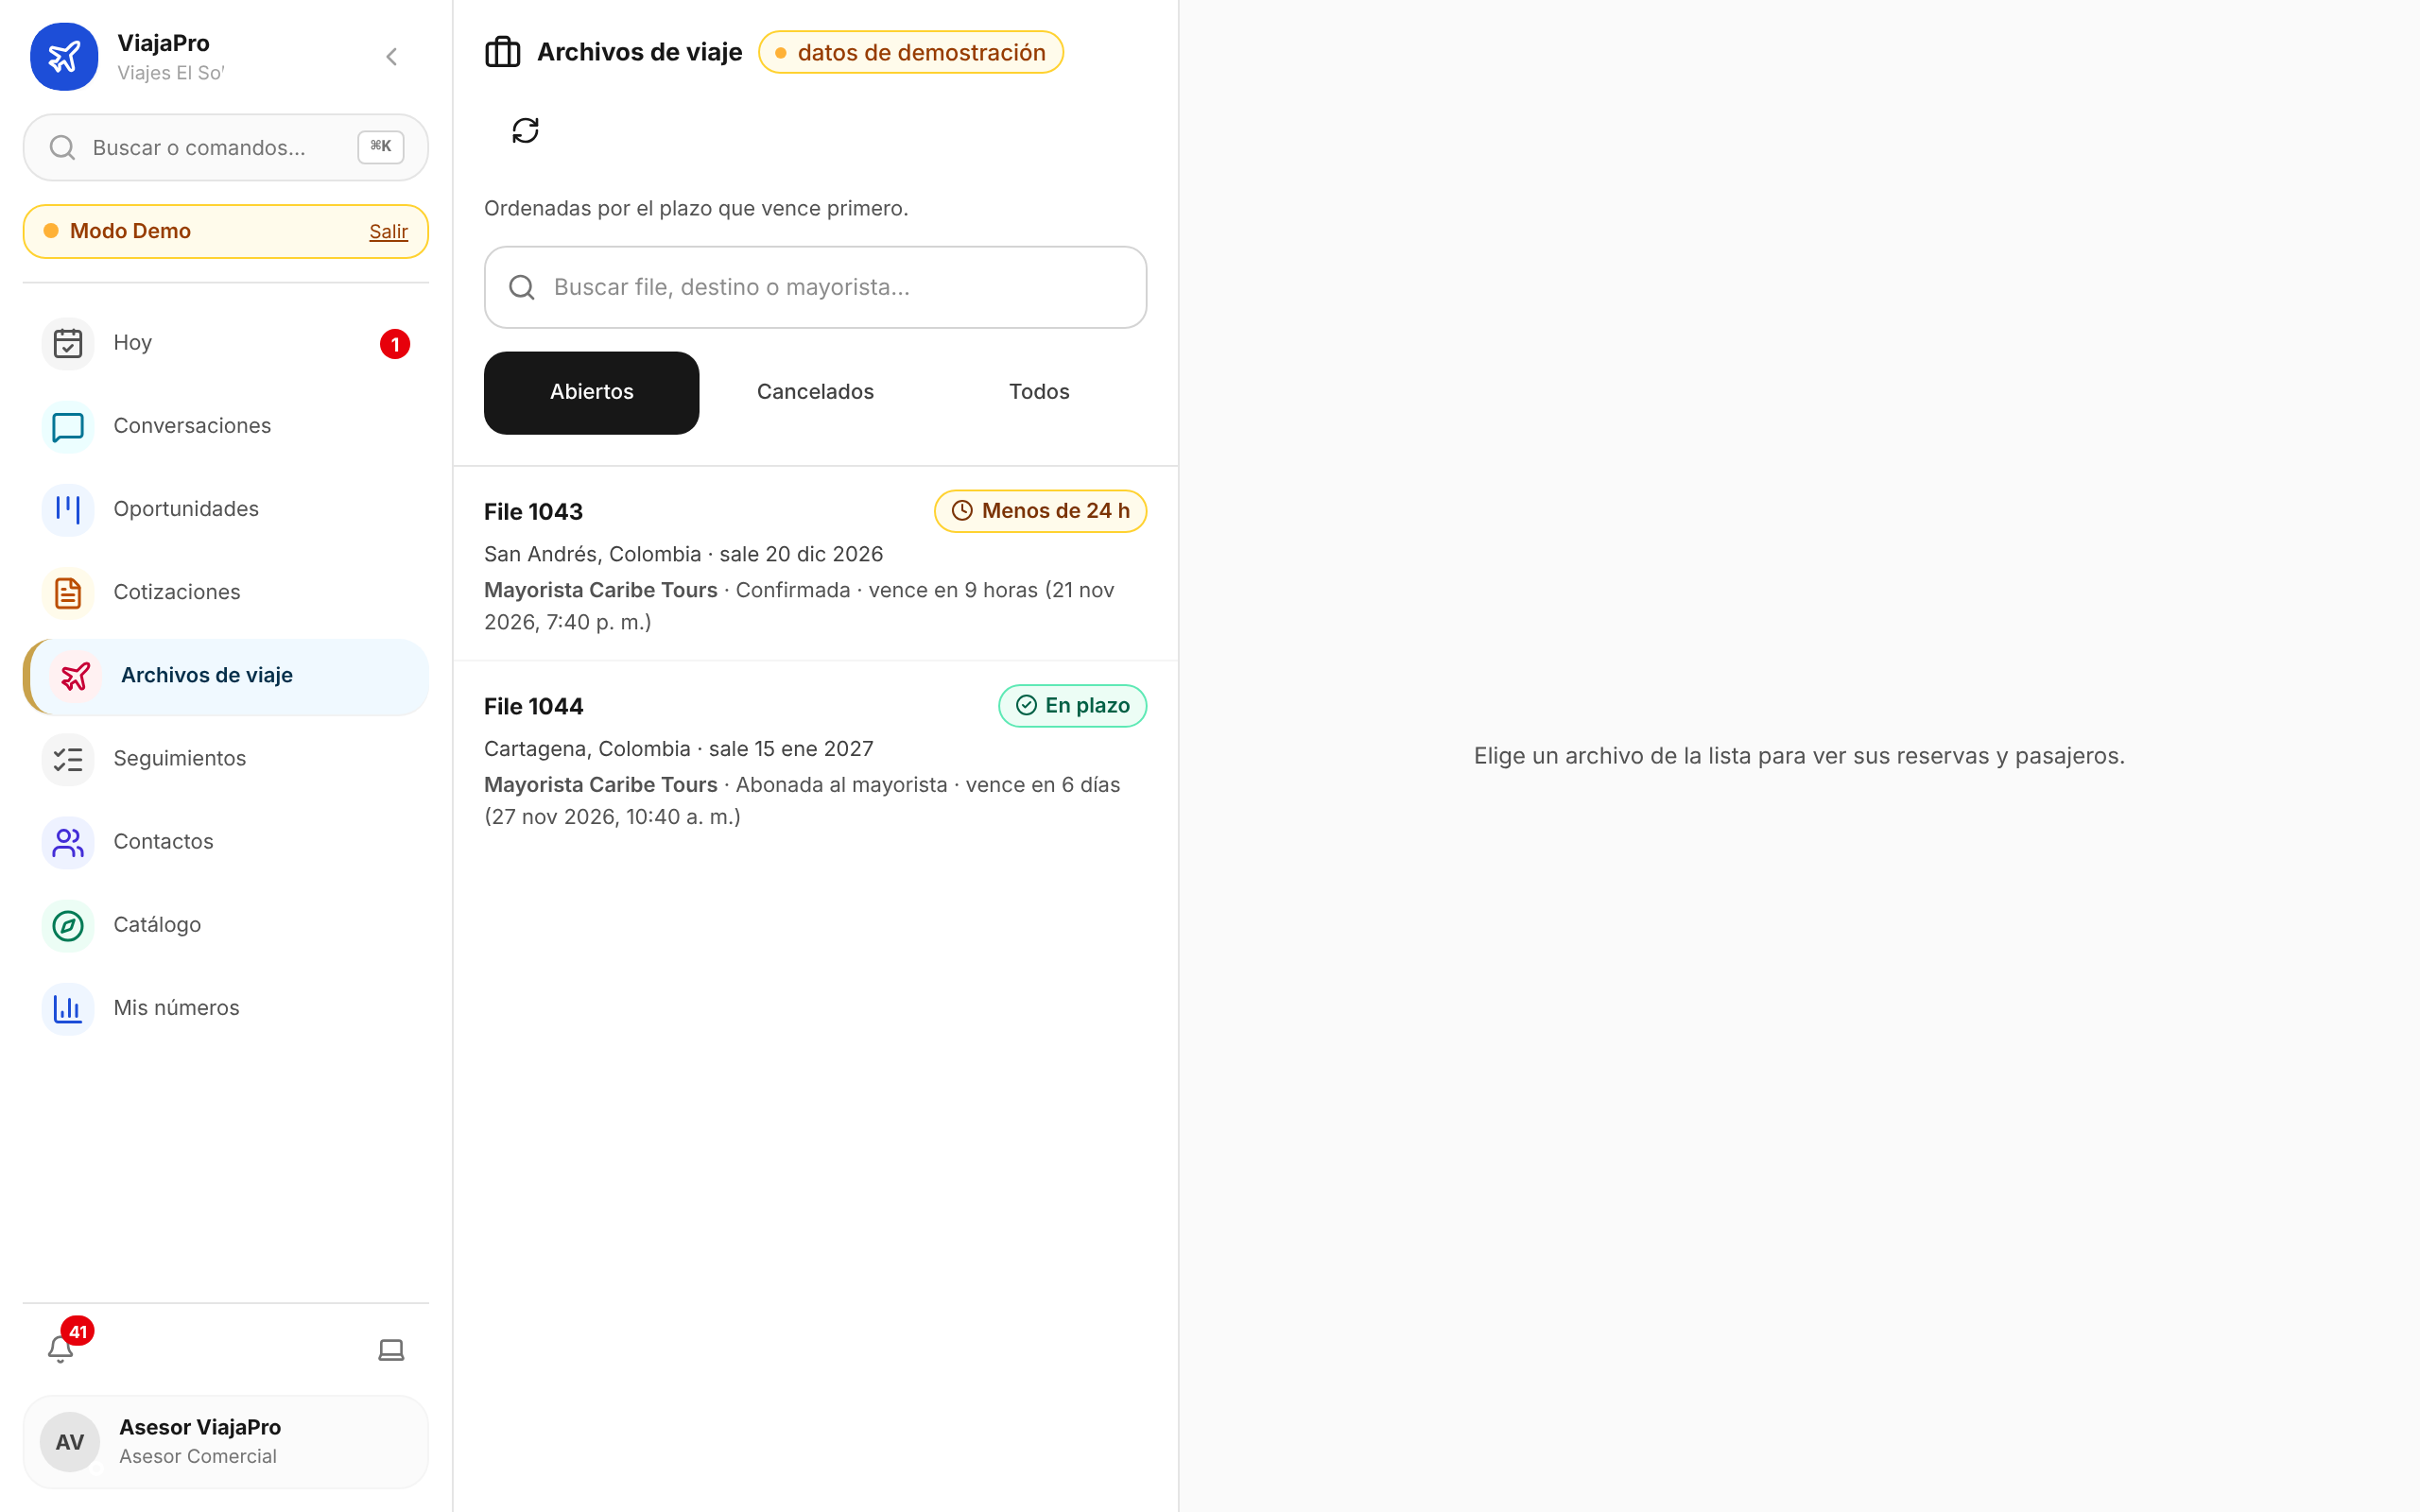 ViajaPro
Viajes El So
Buscar o comandos...
⌘K
Modo Demo
Salir
Hoy
1
Conversaciones
Oportunidades
Cotizaciones
Archivos de viaje
Seguimientos
Contactos
Catálogo
Mis números
41
AV
Asesor ViajaPro
Asesor Comercial
Archivos de viaje
datos de demostración
Ordenadas por el plazo que vence primero.
Buscar file, destino o mayorista...
Abiertos
Cancelados
Todos
File 1043
Menos de 24 h
San Andrés, Colombia · sale 20 dic 2026
Mayorista Caribe Tours · Confirmada · vence en 9 horas (21 nov
2026, 7:40 p. m.)
File 1044
En plazo
Cartagena, Colombia · sale 15 ene 2027
Mayorista Caribe Tours · Abonada al mayorista · vence en 6 días
(27 nov 2026, 10:40 a. m.)
Elige un archivo de la lista para ver sus reservas y pasajeros.